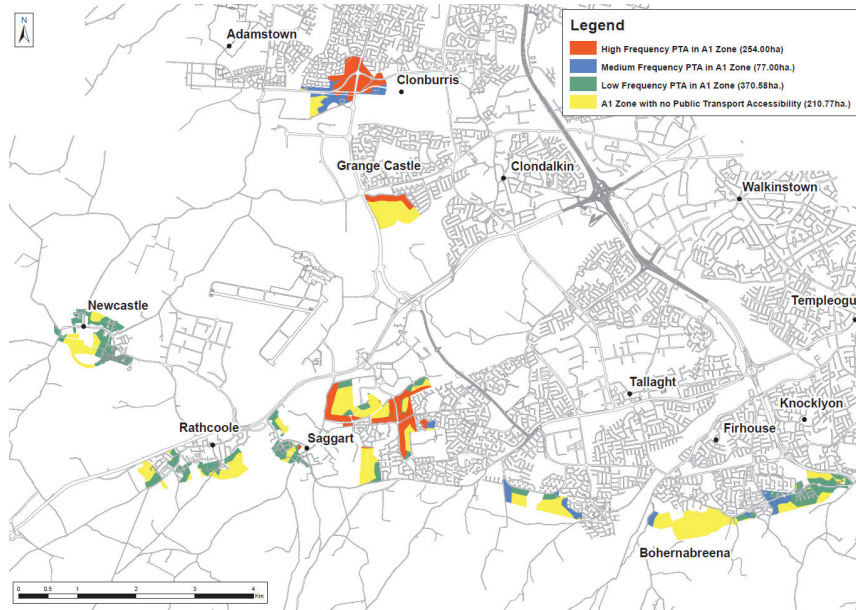 N
Adamstown
Legend
High Frequency PTA in A1 Zone (254.00ha)
Medium Frequency PTA in A1 Zone (77.00ha.)
Low Frequency PTA in A1 Zone (370.58ha.)
A1 Zone with no Public Transport Accessibility (210.77ha.)
Clonburris
Grange Castle
Clondalkin
Walkinstown
Newcastle
Templeogu
Tallaght
Knocklyon
Rathcoole
Saggart
Firhouse
Bohernabreena
0 0.5 1 2 3 4
Km